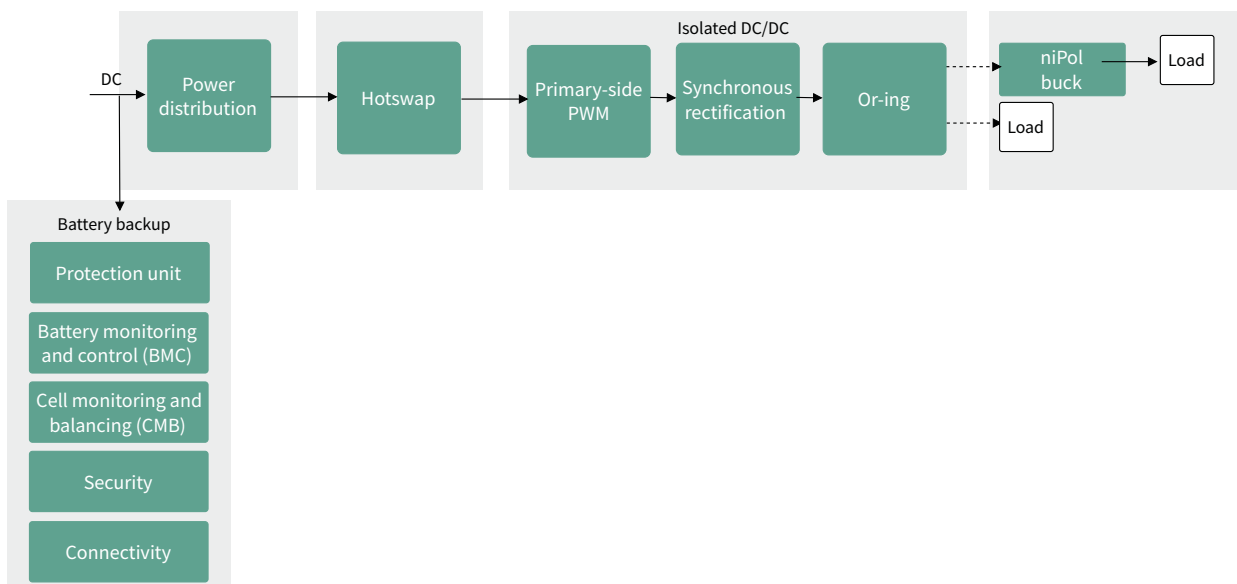 Isolated DC/DC
DC
Power
distribution
Hotswap
Primary-side
PWM
Synchronous
rectification
Or-ing
niPol
buck
Load
Load
Battery backup
Protection unit
Battery monitoring
and control (BMC)
Cell monitoring and
balancing (CMB)
Security
Connectivity